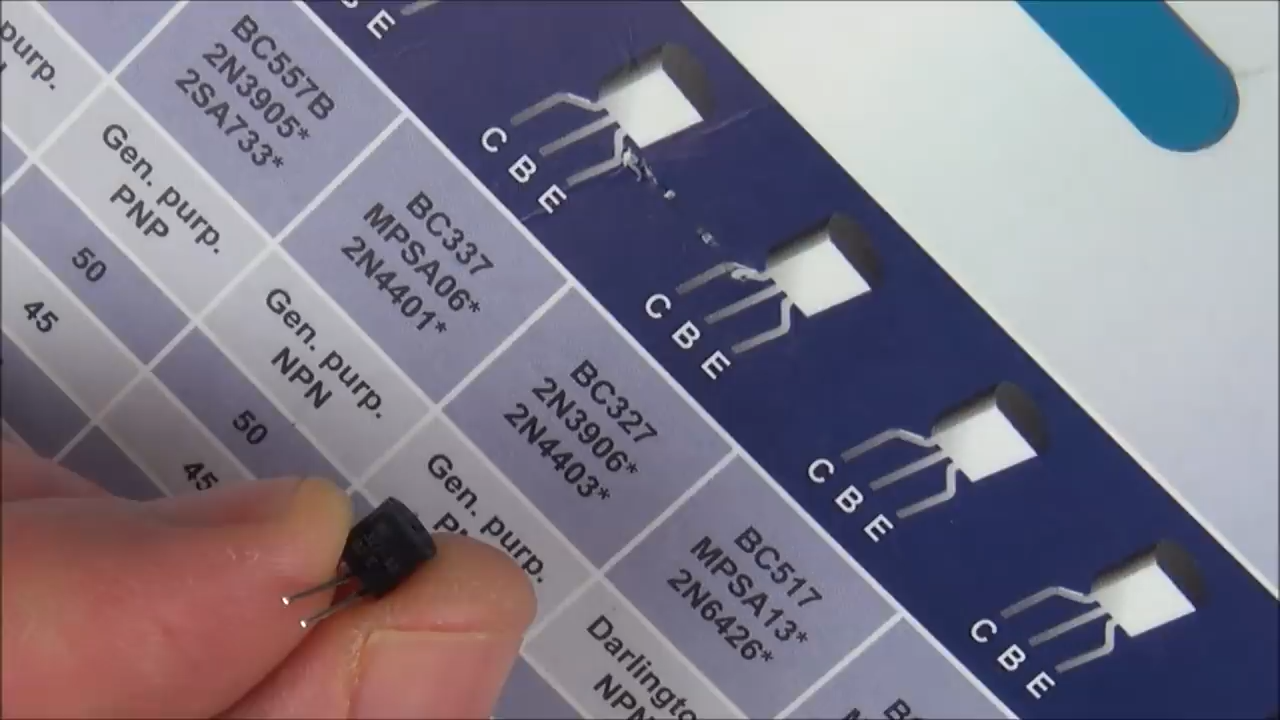 C B E
BC557B
2N3905*
2SA733*
Gen. purp.
PNP
50
45
C B E
BC337
MPSA06*
2N4401*
Gen. purp.
NPN
50
45
C B E
BC327
2N3906*
2N4403*
Gen. purp.
C B E
BC517
MPSA13*
2N6426*
Darlingto
NPN
C B E
purp.